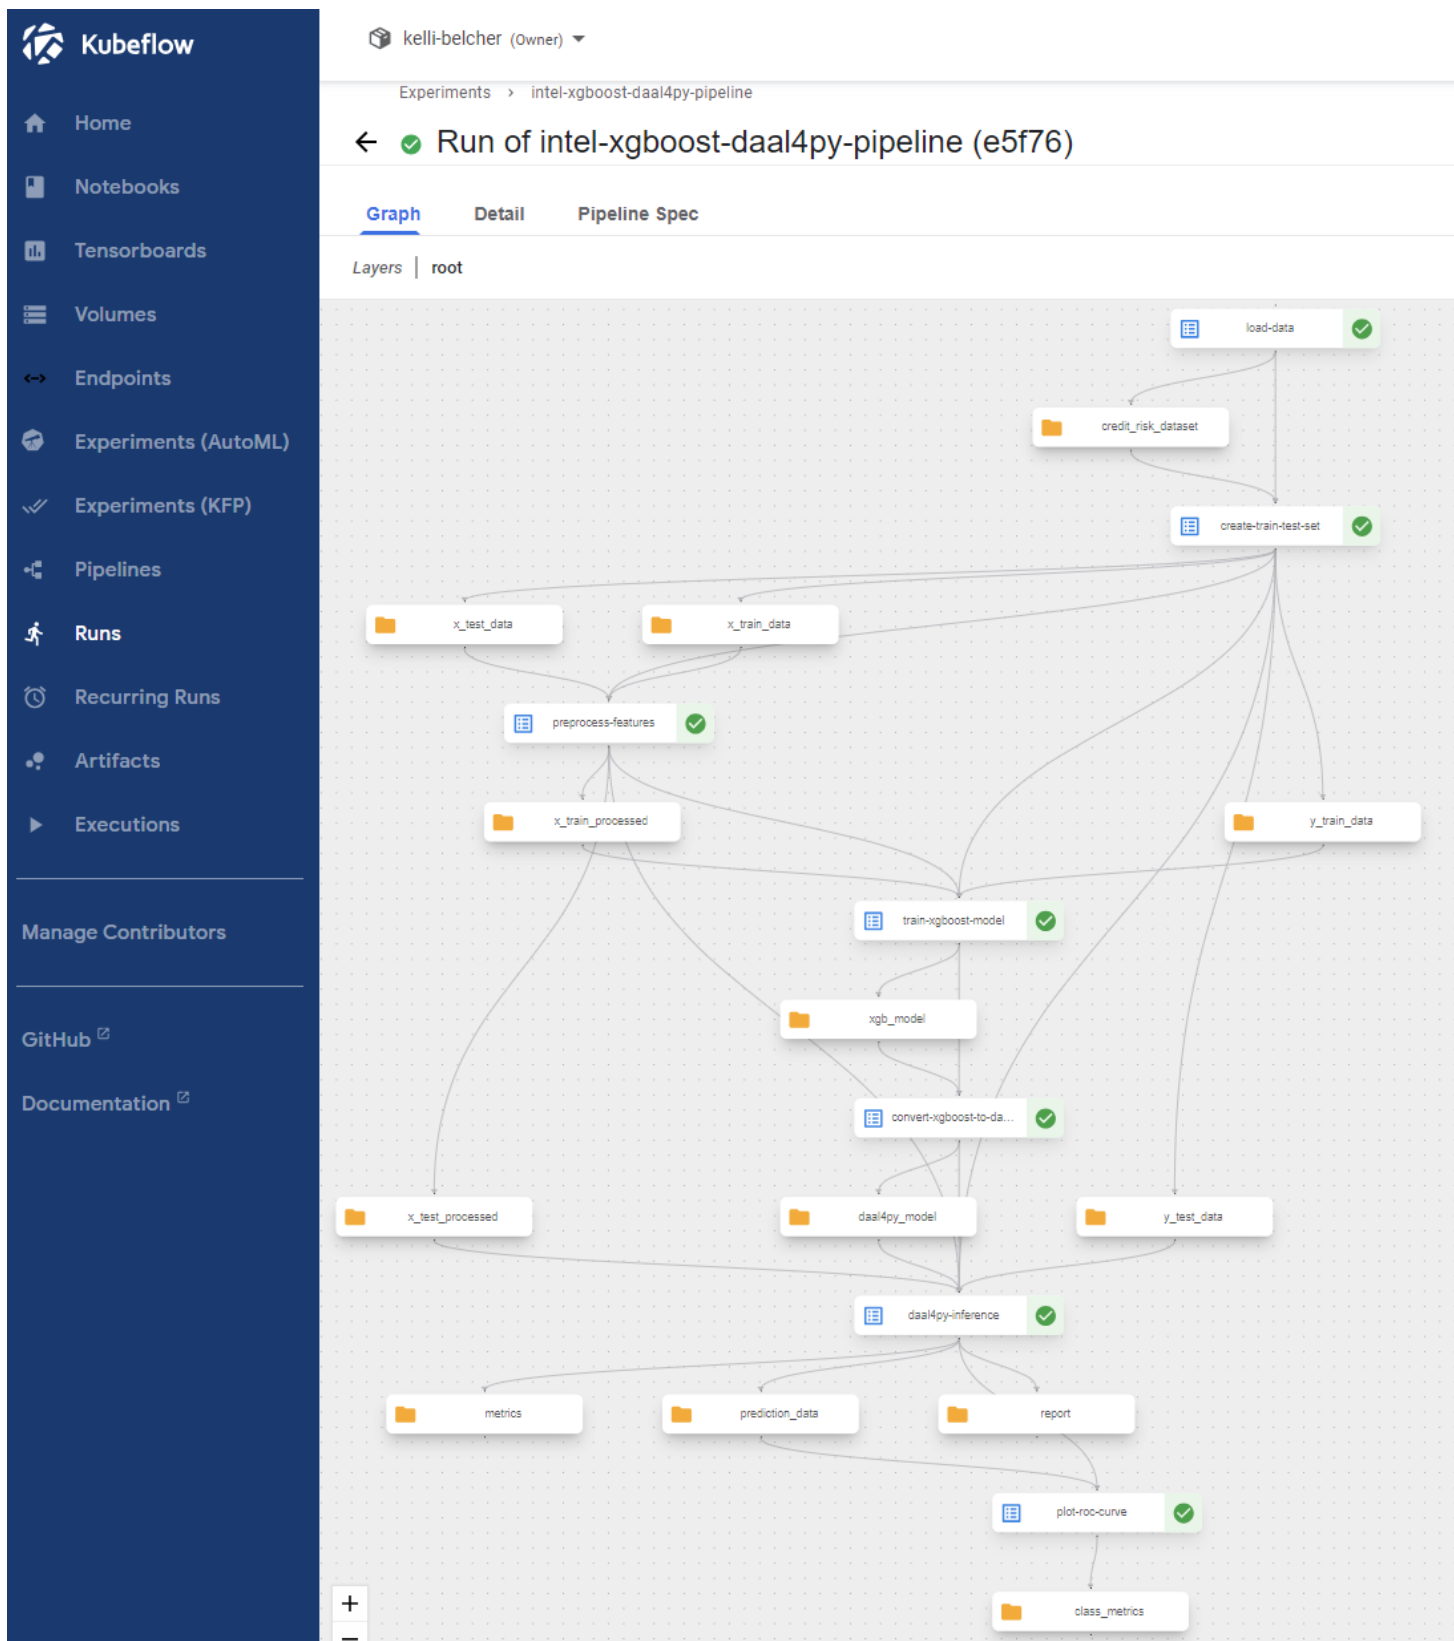 Kubeflow
Home
Notebooks
Tensorboards
Volumes
Endpoints
Experiments (AutoML)
Experiments (KFP)
Pipelines
Runs
Recurring Runs
Artifacts
Executions
Manage Contributors
GitHub
Documentation
kelli-belcher (Owner)
Experiments > intel-xgboost-daal4py-pipeline
Run of intel-xgboost-daal4py-pipeline (e5f76)
Graph Detail Pipeline Spec
Layers | root
load-data
credit_risk_dataset
create-train-test-set
x_test_data x_train_data
preprocess-features
x_train_processed y_train_data
train-xgboost-model
xgb_model
convert-xgboost-to-da...
x_test_processed daal4py_model y_test_data
daal4py-inference
metrics prediction_data report
plot-roc-curve
class_metrics
+
−